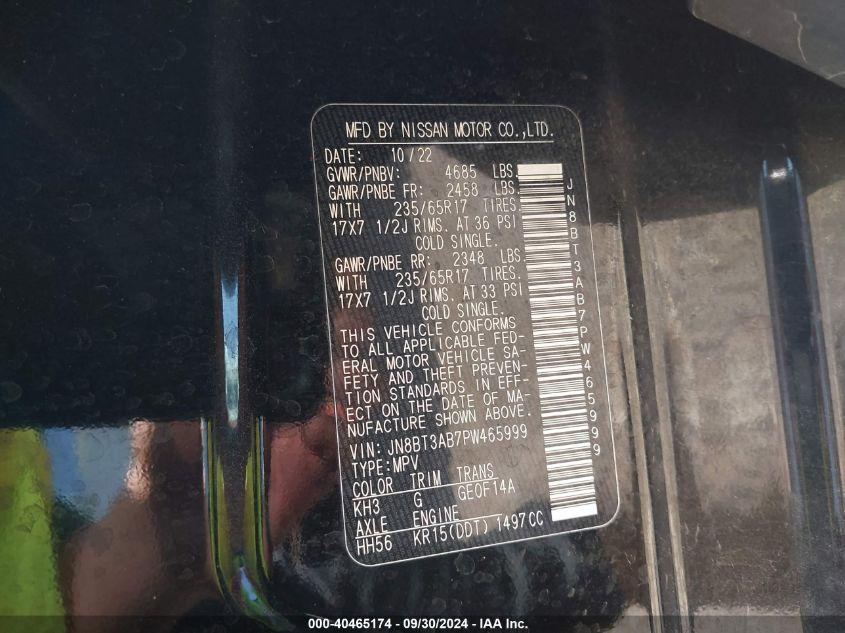 MFD BY NISSAN MOTOR CO.,LTD.
DATE: 10/22
GVWR/PNBV: 4685 LBS.
GAWR/PNBE FR: 2458 LBS.
WITH 235/65R17 TIRES.
17X7 1/2J RIMS. AT 36 PSI
COLD SINGLE.
GAWR/PNBE RR: 2348 LBS.
WITH 235/65R17 TIRES.
17X7 1/2J RIMS. AT 33 PSI
COLD SINGLE.
THIS VEHICLE CONFORMS
TO ALL APPLICABLE FED-
ERAL MOTOR VEHICLE SA-
FETY AND THEFT PREVEN-
TION STANDARDS IN EFF-
ECT ON THE DATE OF MA-
NUFACTURE SHOWN ABOVE.
VIN: JN8BT3AB7PW465999
TYPE:MPV
COLOR TRIM TRANS
KH3 G GE0F14A
AXLE ENGINE
HH56 KR15(DDT) 1497CC
JN8BT3AB7PW465999
000-40465174 - 09/30/2024 - IAA Inc.